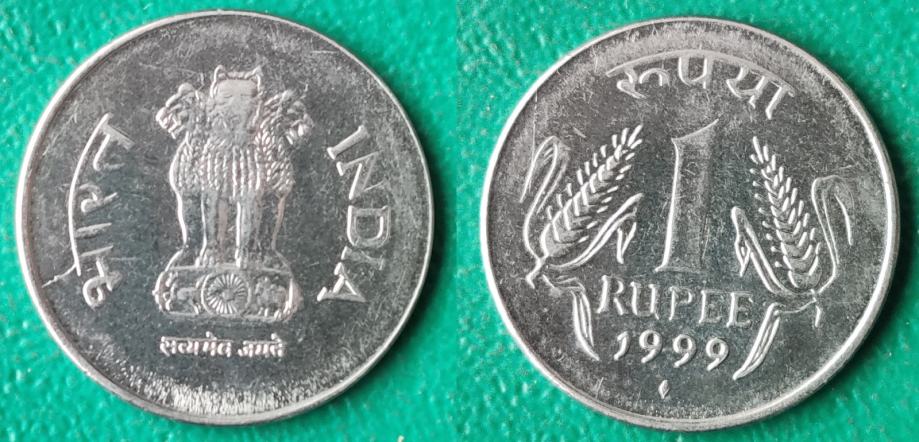 भारत
INDIA
सत्यमेव जयते
रूपया
1
RUPEE
1999